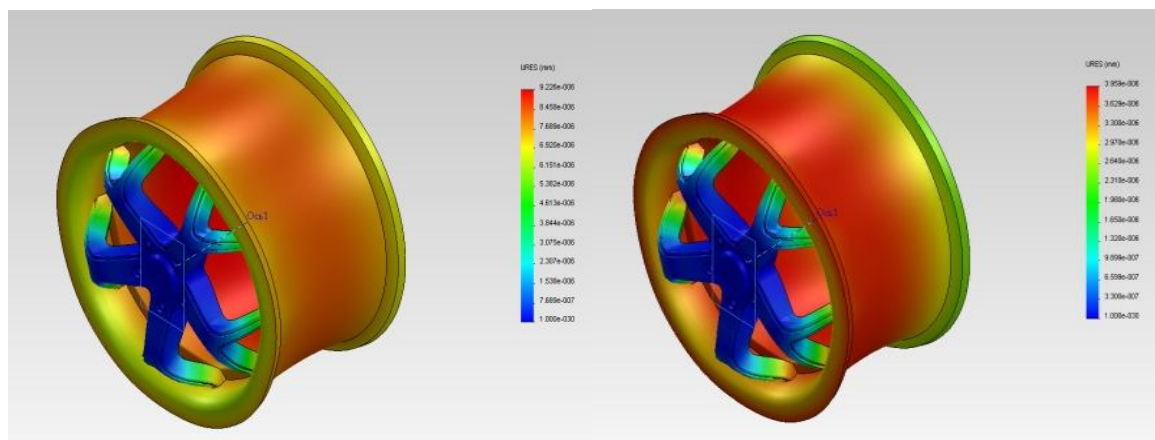 URES (mm)
9.226e-006
8.458e-006
7.689e-006
6.920e-006
6.151e-006
5.382e-006
4.613e-006
3.844e-006
3.075e-006
2.307e-006
1.538e-006
7.689e-007
1.000e-030
Ось1
URES (mm)
3.959e-006
3.629e-006
3.300e-006
2.970e-006
2.640e-006
2.310e-006
1.980e-006
1.650e-006
1.320e-006
9.899e-007
6.599e-007
3.300e-007
1.000e-030
Ось1